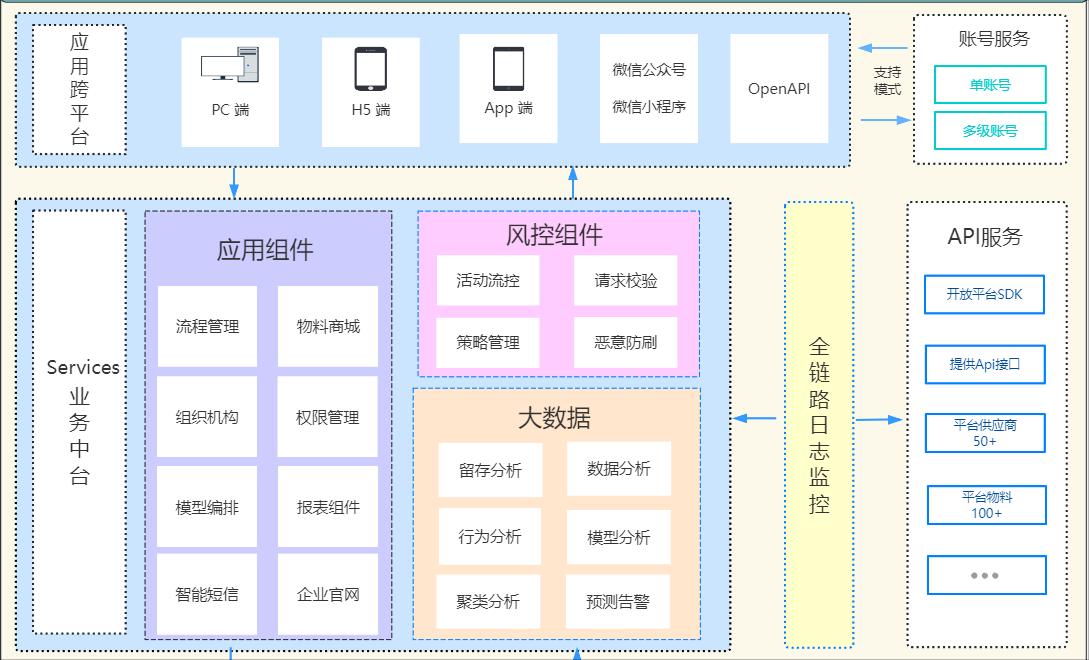 应
用
跨
平
台
PC 端
H5 端
App 端
微信公众号
微信小程序
OpenAPI
支持
模式
账号服务
单账号
多级账号
Services
业
务
中
台
应用组件
流程管理
物料商城
组织机构
权限管理
模型编排
报表组件
智能短信
企业官网
风控组件
活动流控
请求校验
策略管理
恶意防刷
大数据
留存分析
数据分析
行为分析
模型分析
聚类分析
预测告警
全
链
路
日
志
监
控
API服务
开放平台SDK
提供Api接口
平台供应商
50+
平台物料
100+
•••